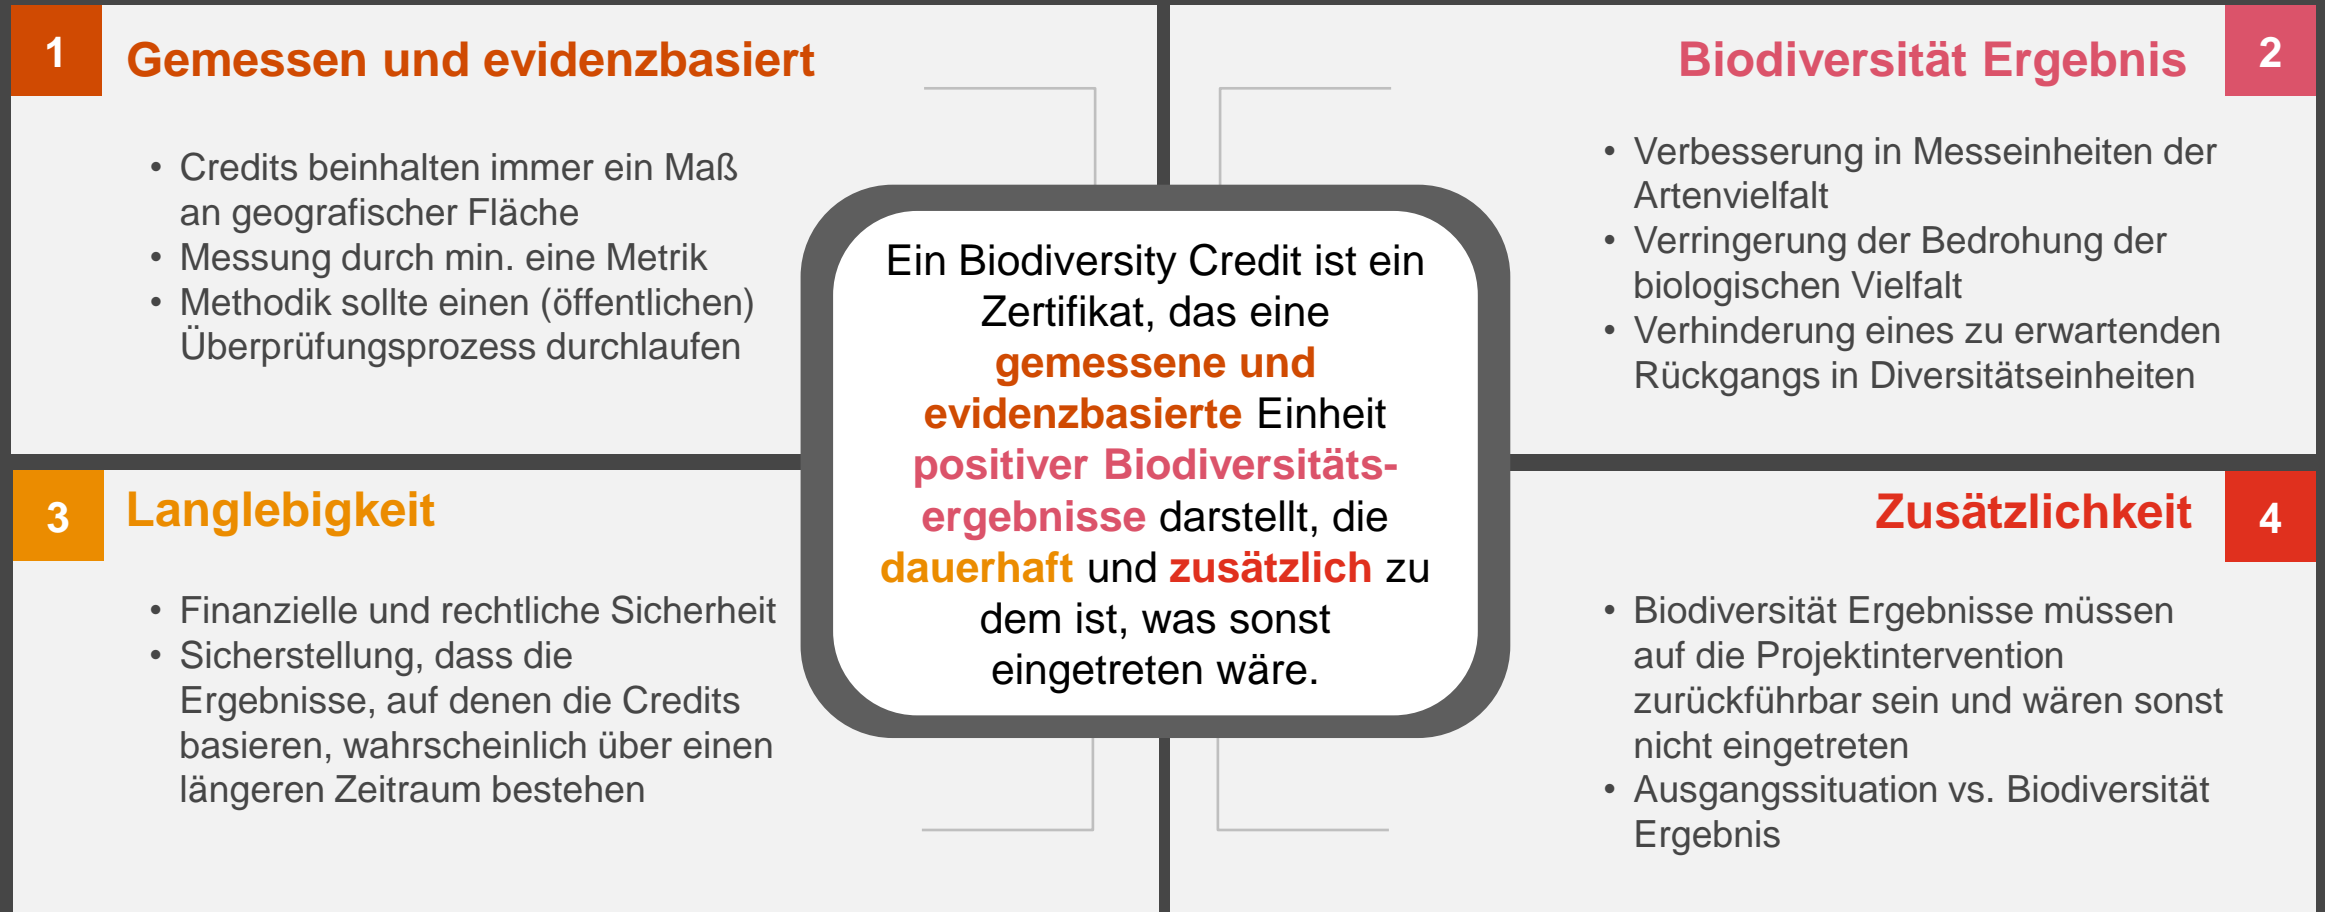 1
Gemessen und evidenzbasiert
• Credits beinhalten immer ein Maß
an geografischer Fläche
• Messung durch min. eine Metrik
• Methodik sollte einen (öffentlichen)
Überprüfungsprozess durchlaufen
Biodiversität Ergebnis
2
• Verbesserung in Messeinheiten der
Artenvielfalt
• Verringerung der Bedrohung der
biologischen Vielfalt
• Verhinderung eines zu erwartenden
Rückgangs in Diversitätseinheiten
Ein Biodiversity Credit ist ein
Zertifikat, das eine
gemessene und
evidenzbasierte Einheit
positiver Biodiversitäts-
ergebnisse darstellt, die
dauerhaft und zusätzlich zu
dem ist, was sonst
eingetreten wäre.
3
Langlebigkeit
• Finanzielle und rechtliche Sicherheit
• Sicherstellung, dass die
Ergebnisse, auf denen die Credits
basieren, wahrscheinlich über einen
längeren Zeitraum bestehen
Zusätzlichkeit
4
• Biodiversität Ergebnisse müssen
auf die Projektintervention
zurückführbar sein und wären sonst
nicht eingetreten
• Ausgangssituation vs. Biodiversität
Ergebnis